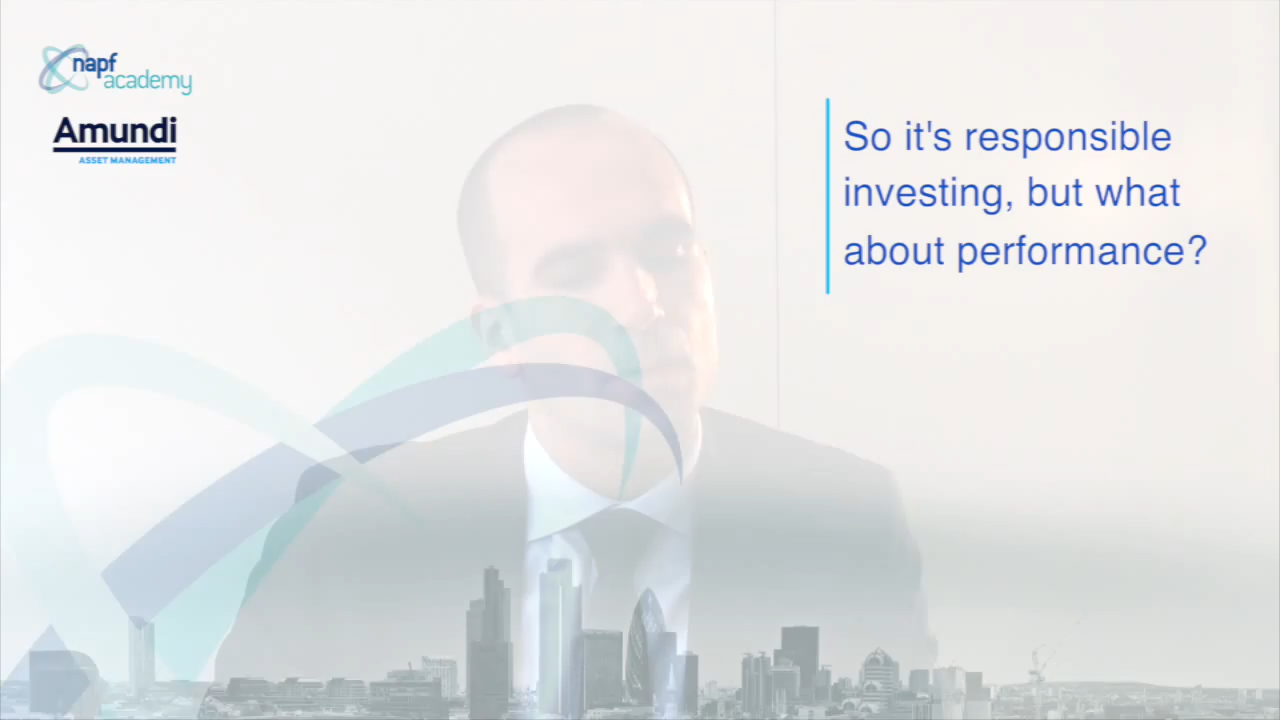 napf
academy
Amundi
ASSET MANAGEMENT
So it's responsible
investing, but what
about performance?